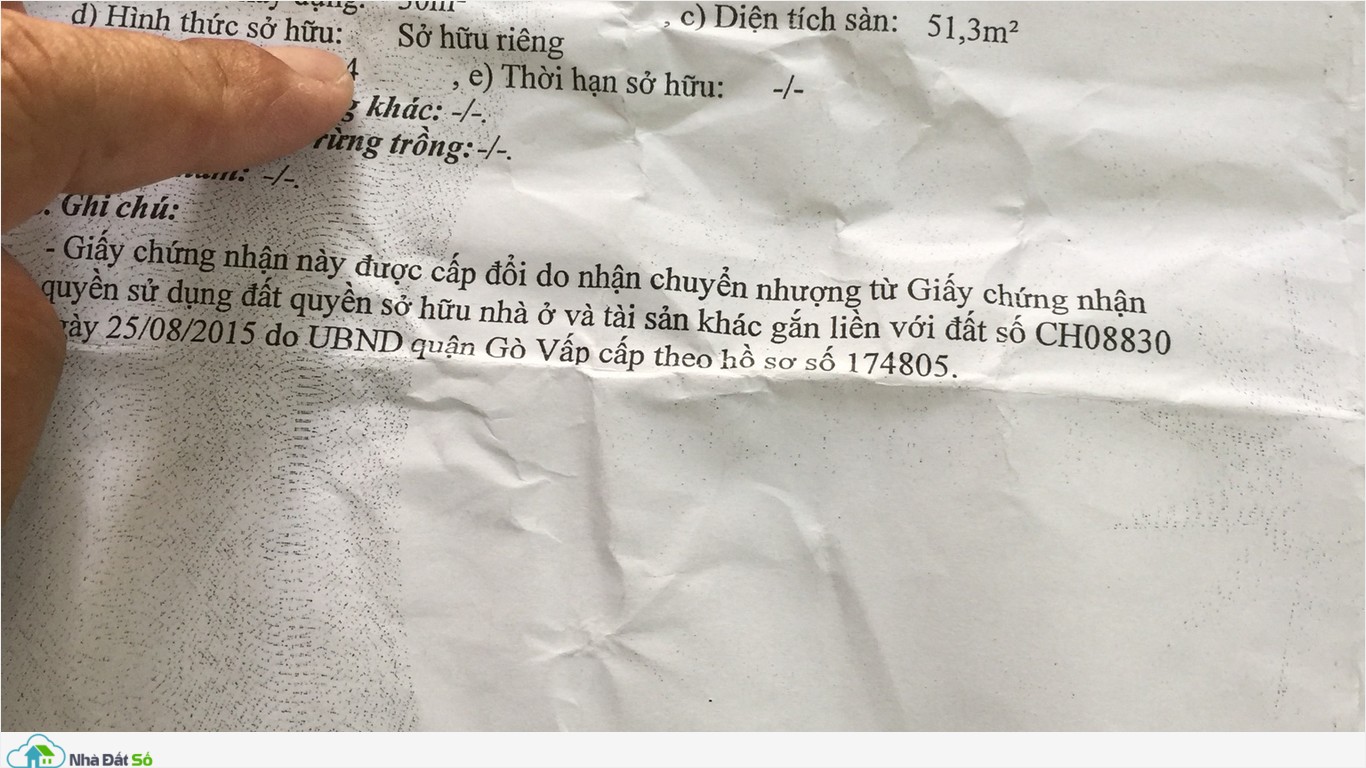 30m²
, c) Diện tích sàn: 51,3m²
d) Hình thức sở hữu: Sở hữu riêng
4 , e) Thời hạn sở hữu: -/-
khác: -/-.
rừng trồng: -/-.
-/-.
. Ghi chú:
- Giấy chứng nhận này được cấp đổi do nhận chuyển nhượng từ Giấy chứng nhận
quyền sử dụng đất quyền sở hữu nhà ở và tài sản khác gắn liền với đất số CH08830
ngày 25/08/2015 do UBND quận Gò Vấp cấp theo hồ sơ số 174805.
Nhà Đất Số